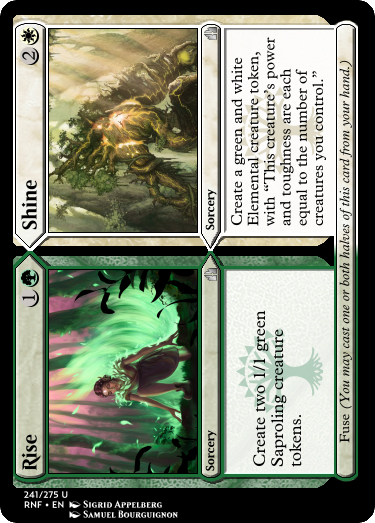 Rise
1
Sorcery
Create two 1/1 green
Saproling creature
tokens.
Shine
2
Sorcery
Create a green and white
Elemental creature token,
with “This creature's power
and toughness are each
equal to the number of
creatures you control.”
Fuse (You may cast one or both halves of this card from your hand.)
241/275 U
RNF • EN Sigrid Appelberg
Samuel Bourguignon